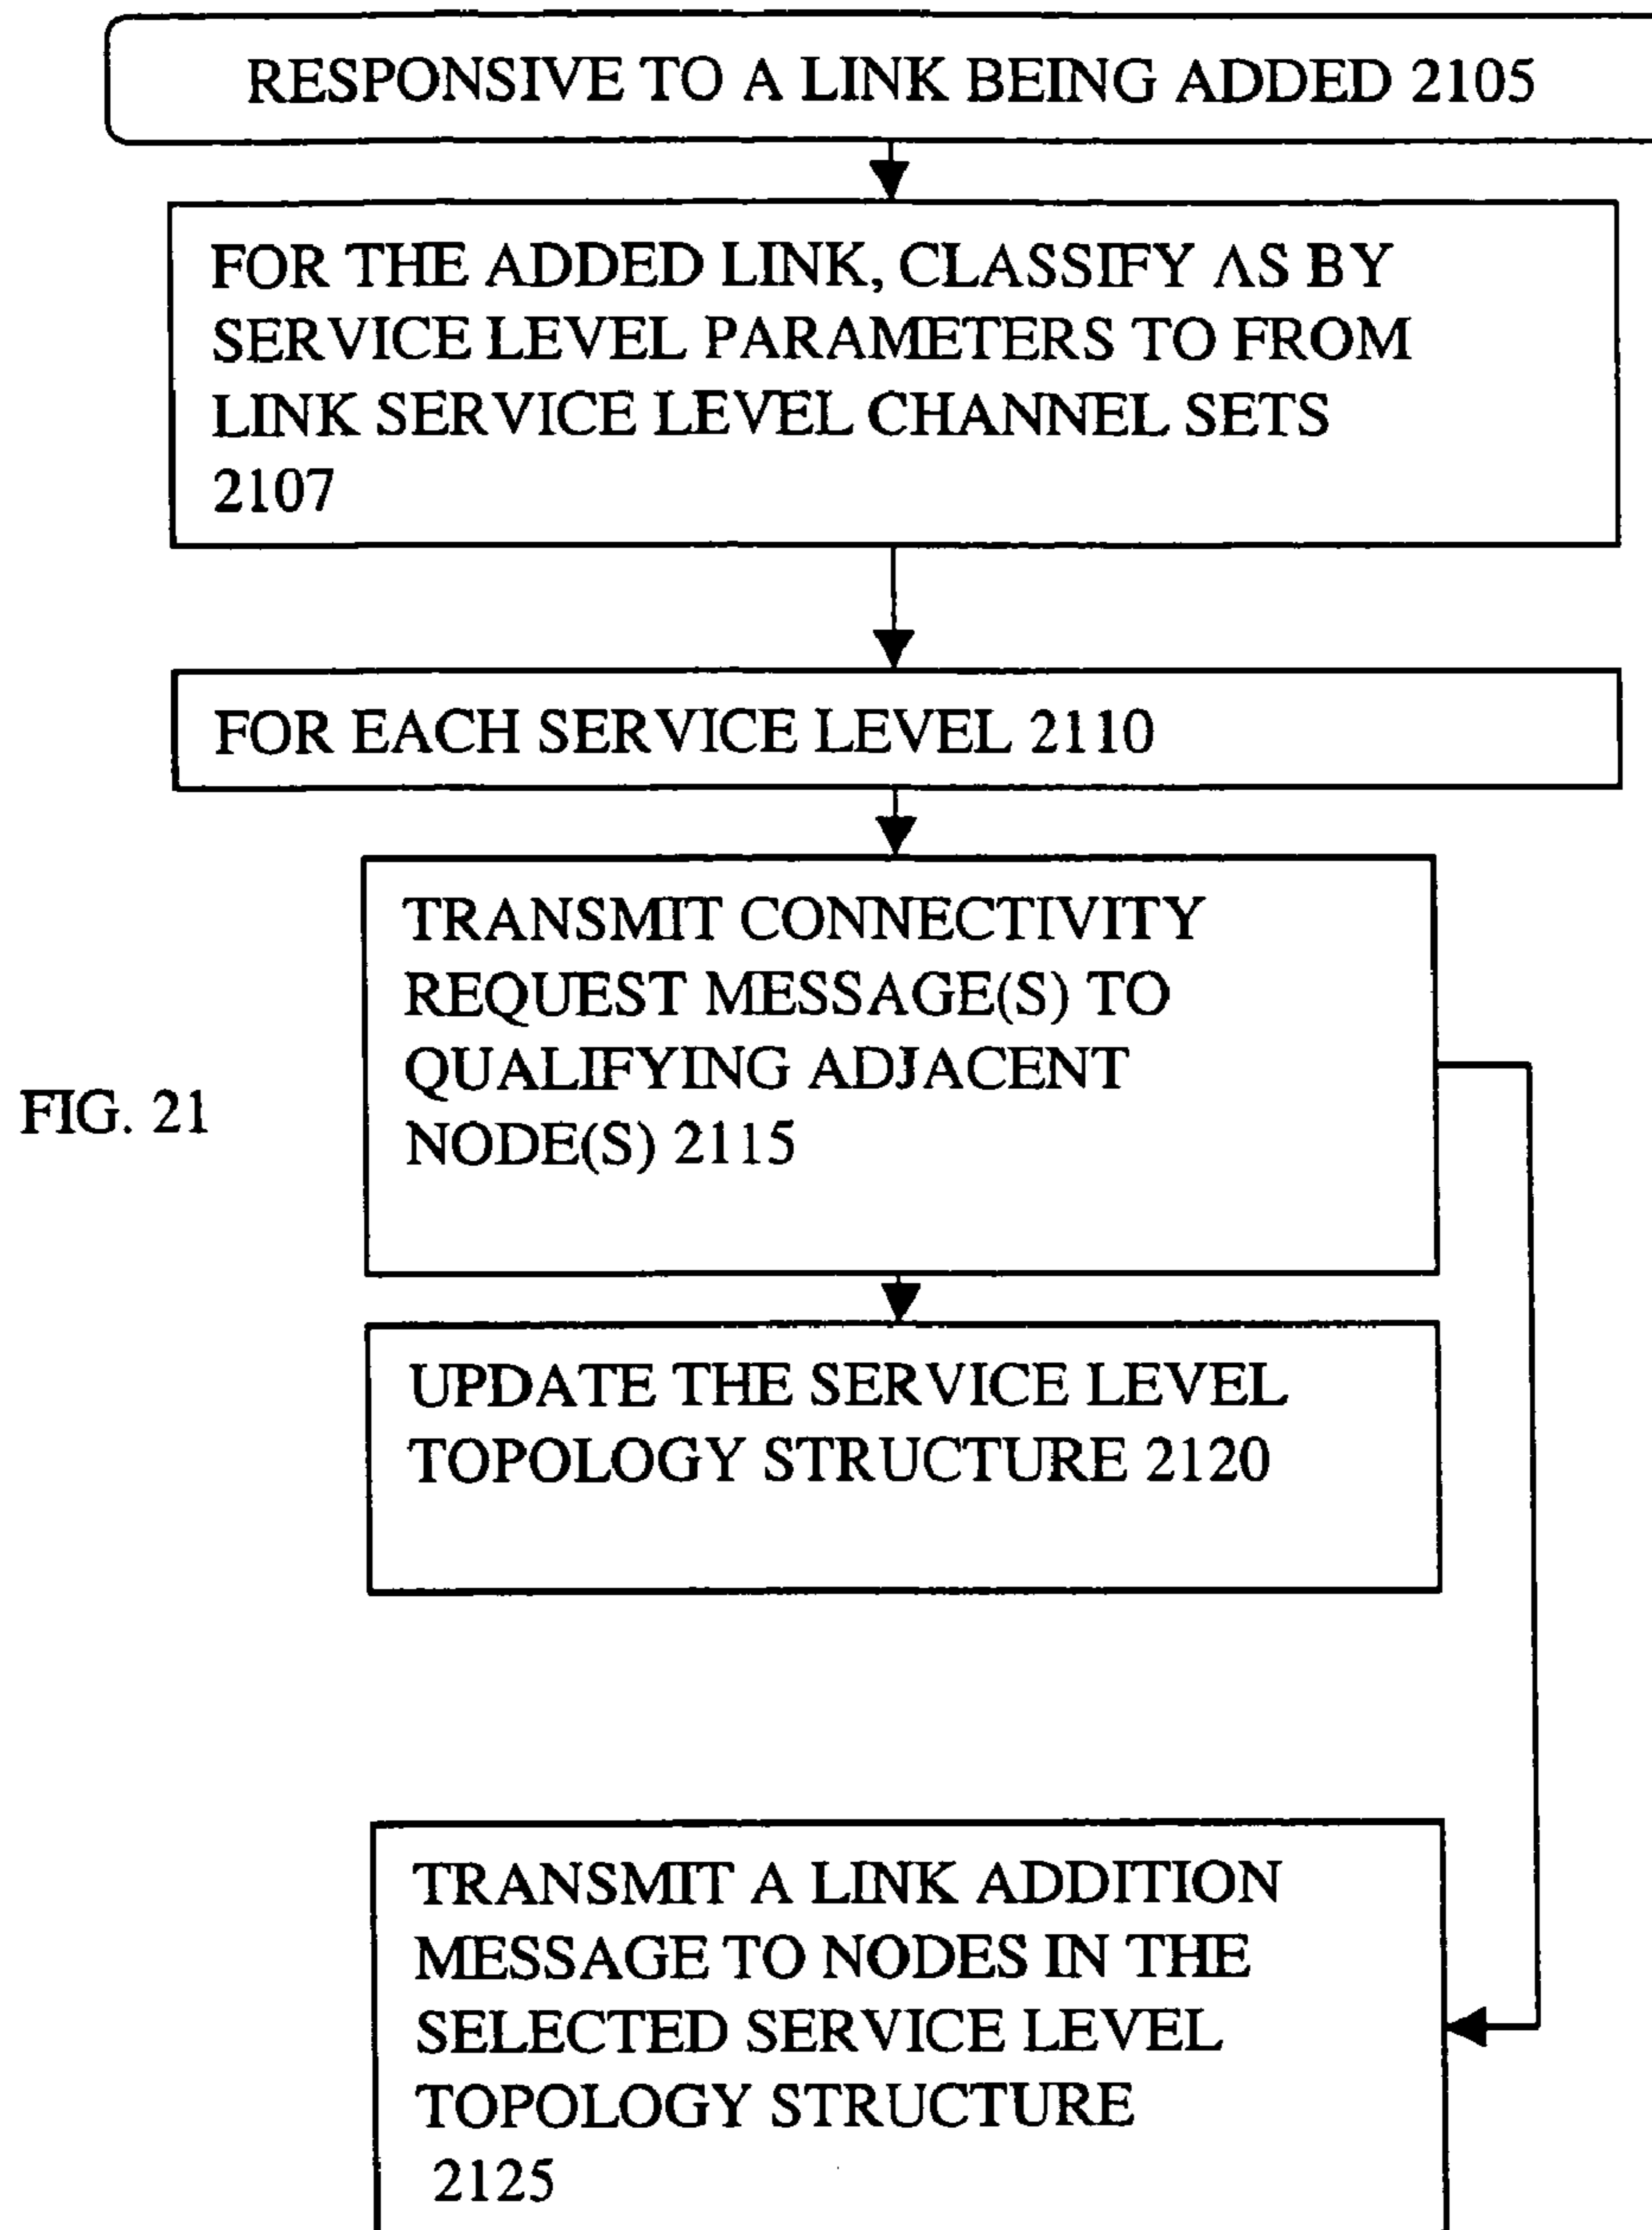 RESPONSIVE TO A LINK BEING ADDED 2105
FOR THE ADDED LINK, CLASSIFY ΛS BY
SERVICE LEVEL PARAMETERS TO FROM
LINK SERVICE LEVEL CHANNEL SETS
2107
FOR EACH SERVICE LEVEL 2110
TRANSMIT CONNECTIVITY
REQUEST MESSAGE(S) TO
QUALIFYING ADJACENT
NODE(S) 2115
FIG. 21
UPDATE THE SERVICE LEVEL
TOPOLOGY STRUCTURE 2120
TRANSMIT A LINK ADDITION
MESSAGE TO NODES IN THE
SELECTED SERVICE LEVEL
TOPOLOGY STRUCTURE
2125